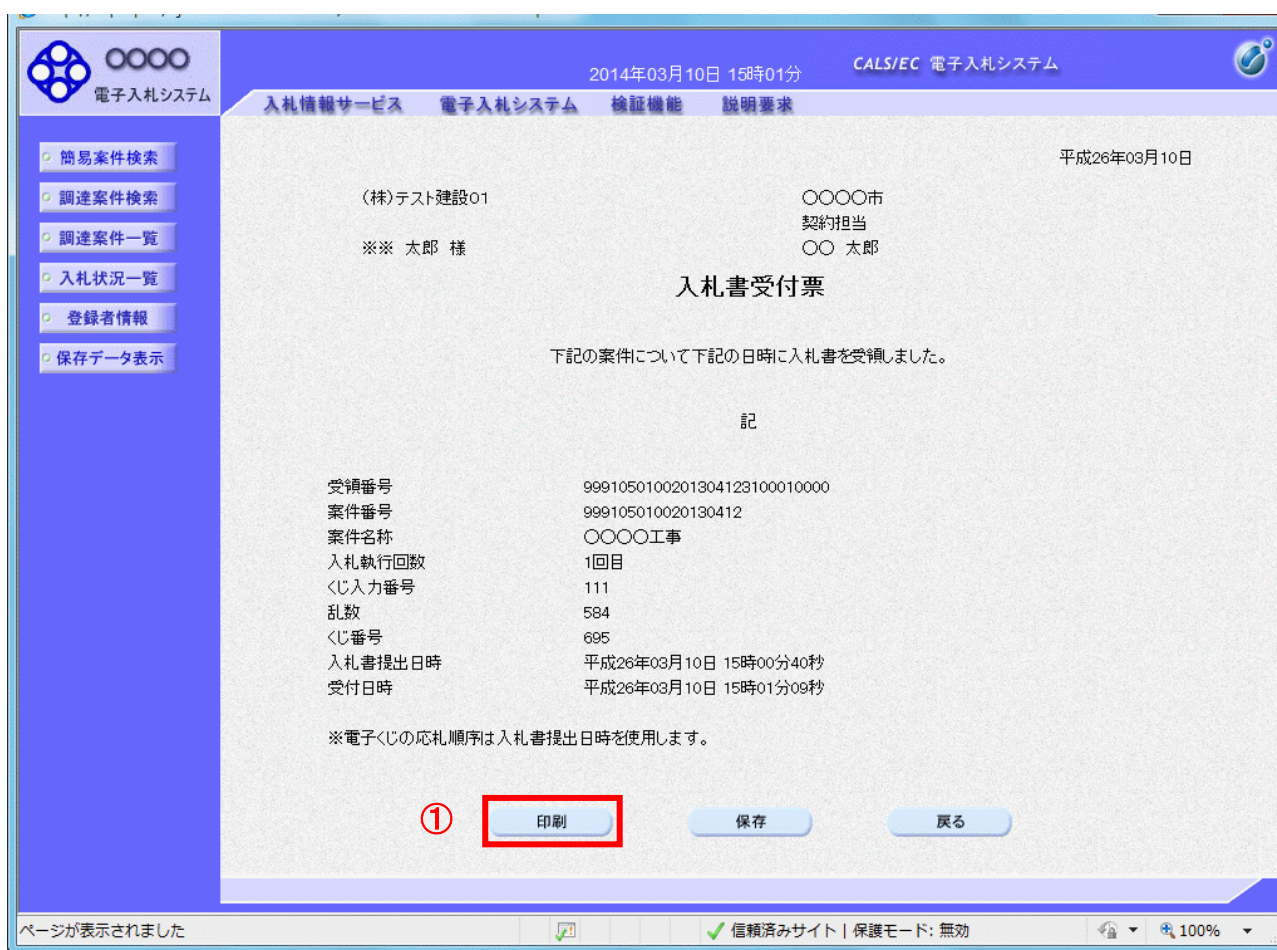 ○○○○
電子入札システム
2014年03月10日 15時01分
CALS/EC 電子入札システム
入札情報サービス 電子入札システム 検証機能 説明要求
簡易案件検索
調達案件検索
調達案件一覧
入札状況一覧
登録者情報
保存データ表示
平成26年03月10日
(株)テスト建設01 ○○○○市
契約担当
※※ 太郎 様 ○○ 太郎
入札書受付票
下記の案件について下記の日時に入札書を受領しました。
記
受領番号 9991050100201304123100010000
案件番号 999105010020130412
案件名称 ○○○○工事
入札執行回数 1回目
くじ入力番号 111
乱数 584
くじ番号 695
入札書提出日時 平成26年03月10日 15時00分40秒
受付日時 平成26年03月10日 15時01分09秒
※電子くじの応札順序は入札書提出日時を使用します。
① 印刷 保存 戻る
ページが表示されました 信頼済みサイト | 保護モード: 無効 100%